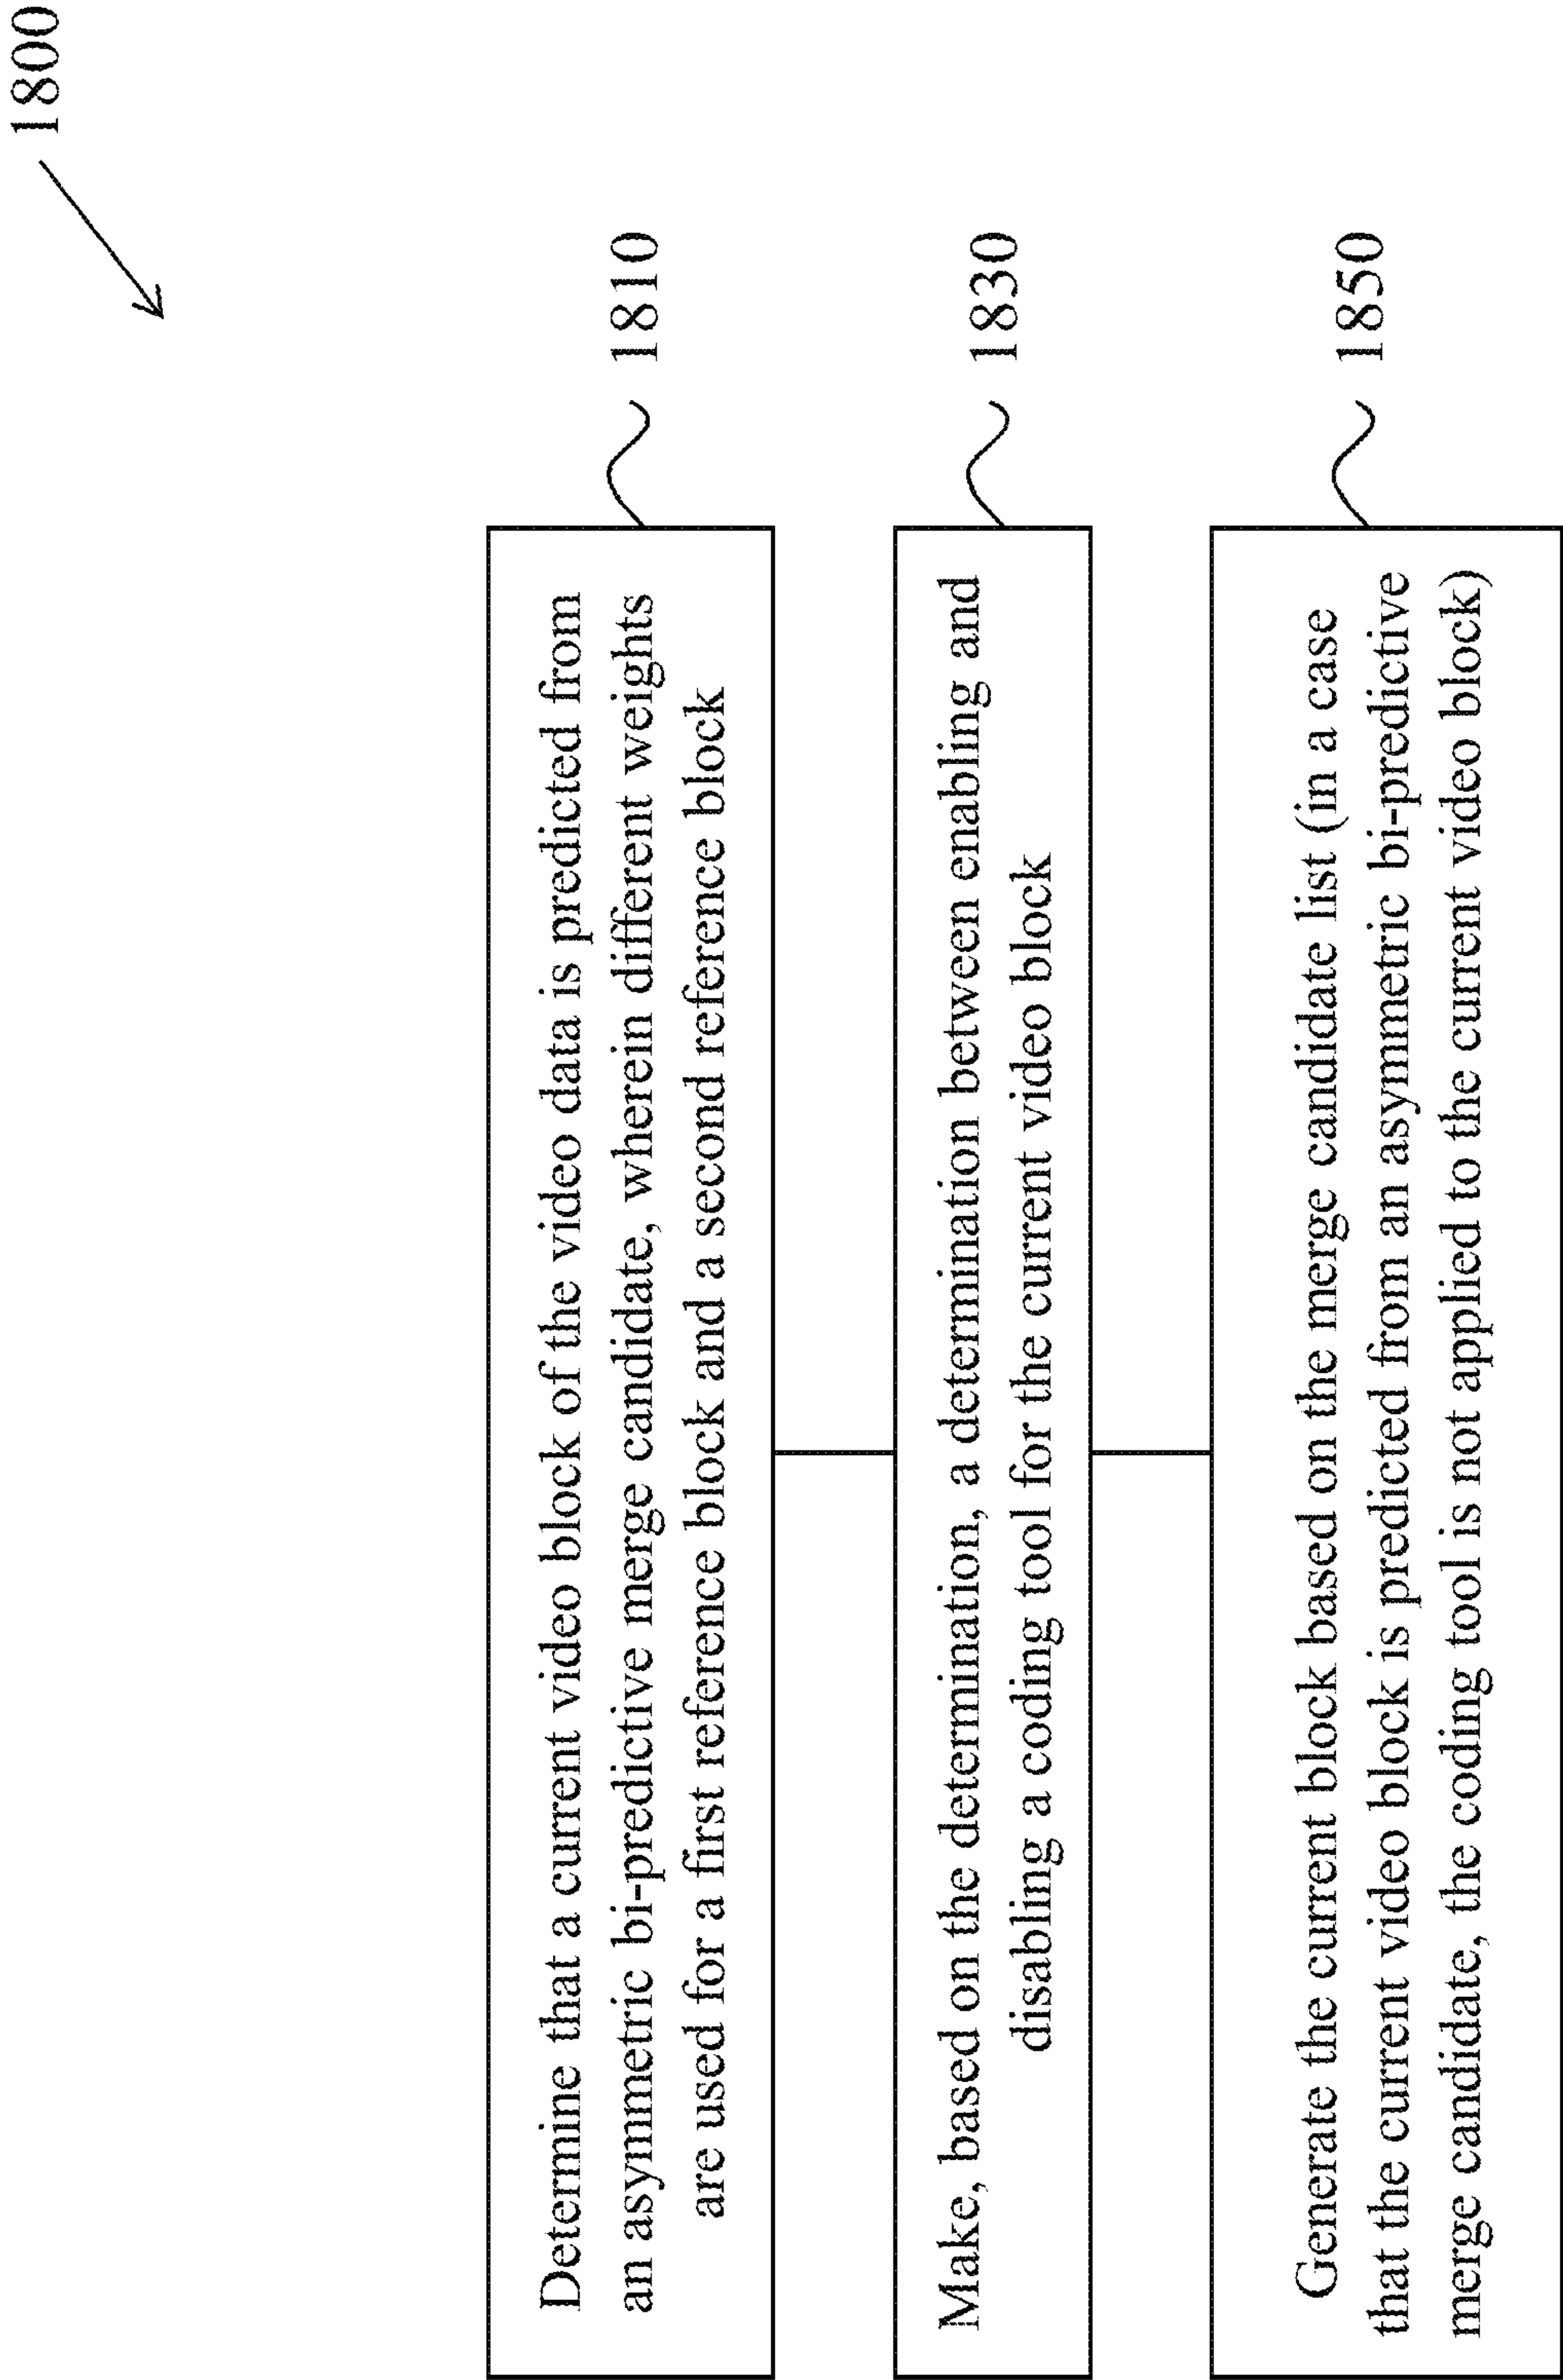 1800
Determine that a current video block of the video data is predicted from
an asymmetric bi-predictive merge candidate, wherein different weights
are used for a first reference block and a second reference block
1810
Make, based on the determination, a determination between enabling and
disabling a coding tool for the current video block
1830
Generate the current block based on the merge candidate list (in a case
that the current video block is predicted from an asymmetric bi-predictive
merge candidate, the coding tool is not applied to the current video block)
1850